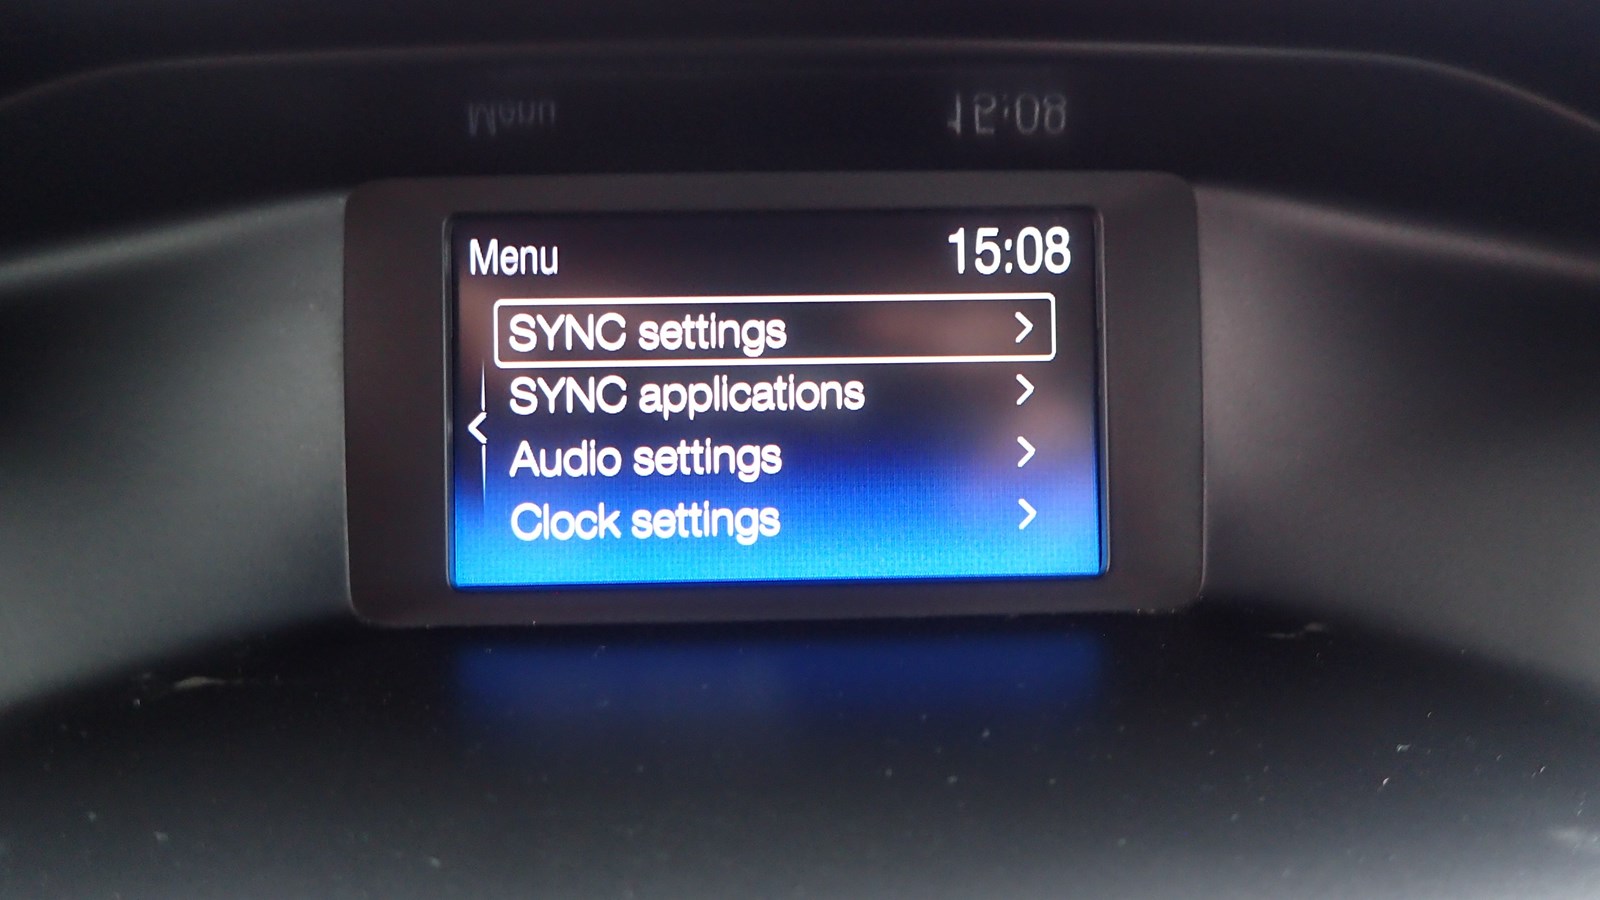 Menu 15:08
SYNC settings
SYNC applications
Audio settings
Clock settings